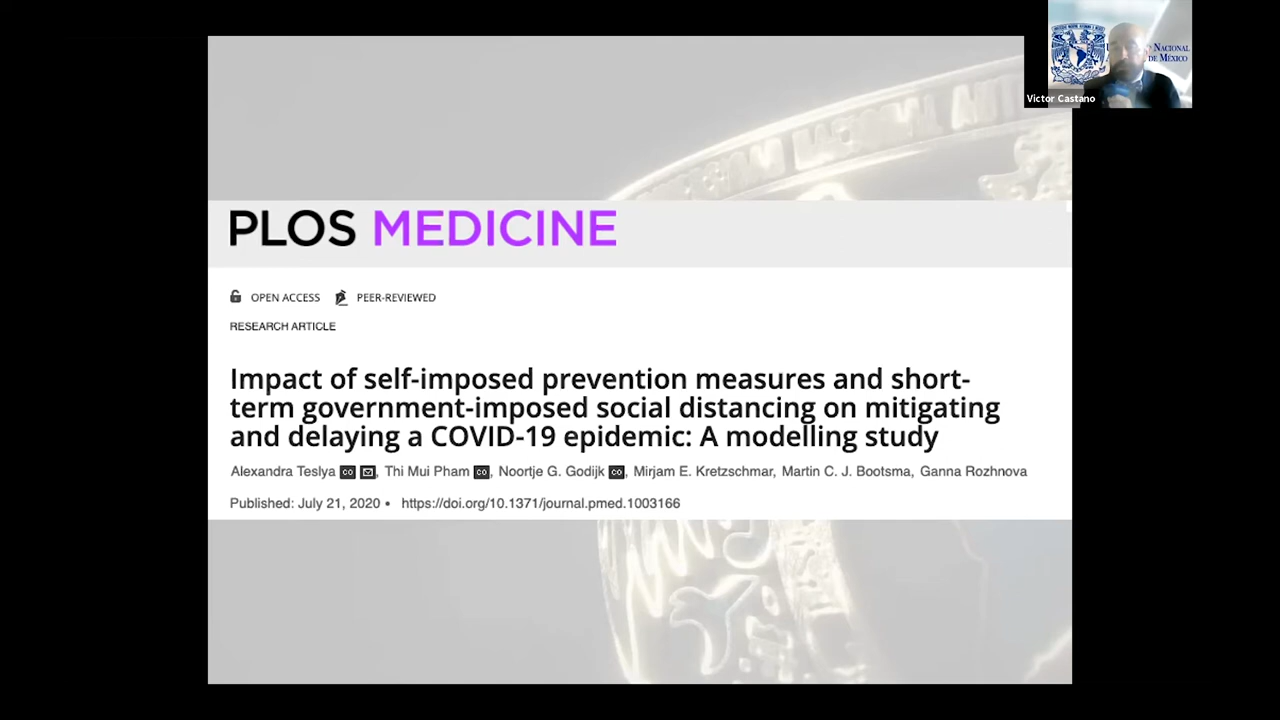 NACIONAL
DE MÉXICO
Victor Castano
PLOS MEDICINE
OPEN ACCESS PEER-REVIEWED
RESEARCH ARTICLE
Impact of self-imposed prevention measures and short-
term government-imposed social distancing on mitigating
and delaying a COVID-19 epidemic: A modelling study
Alexandra Teslya co, Thi Mui Pham co, Noortje G. Godijk co, Mirjam E. Kretzschmar, Martin C. J. Bootsma, Ganna Rozhnova
Published: July 21, 2020 • https://doi.org/10.1371/journal.pmed.1003166